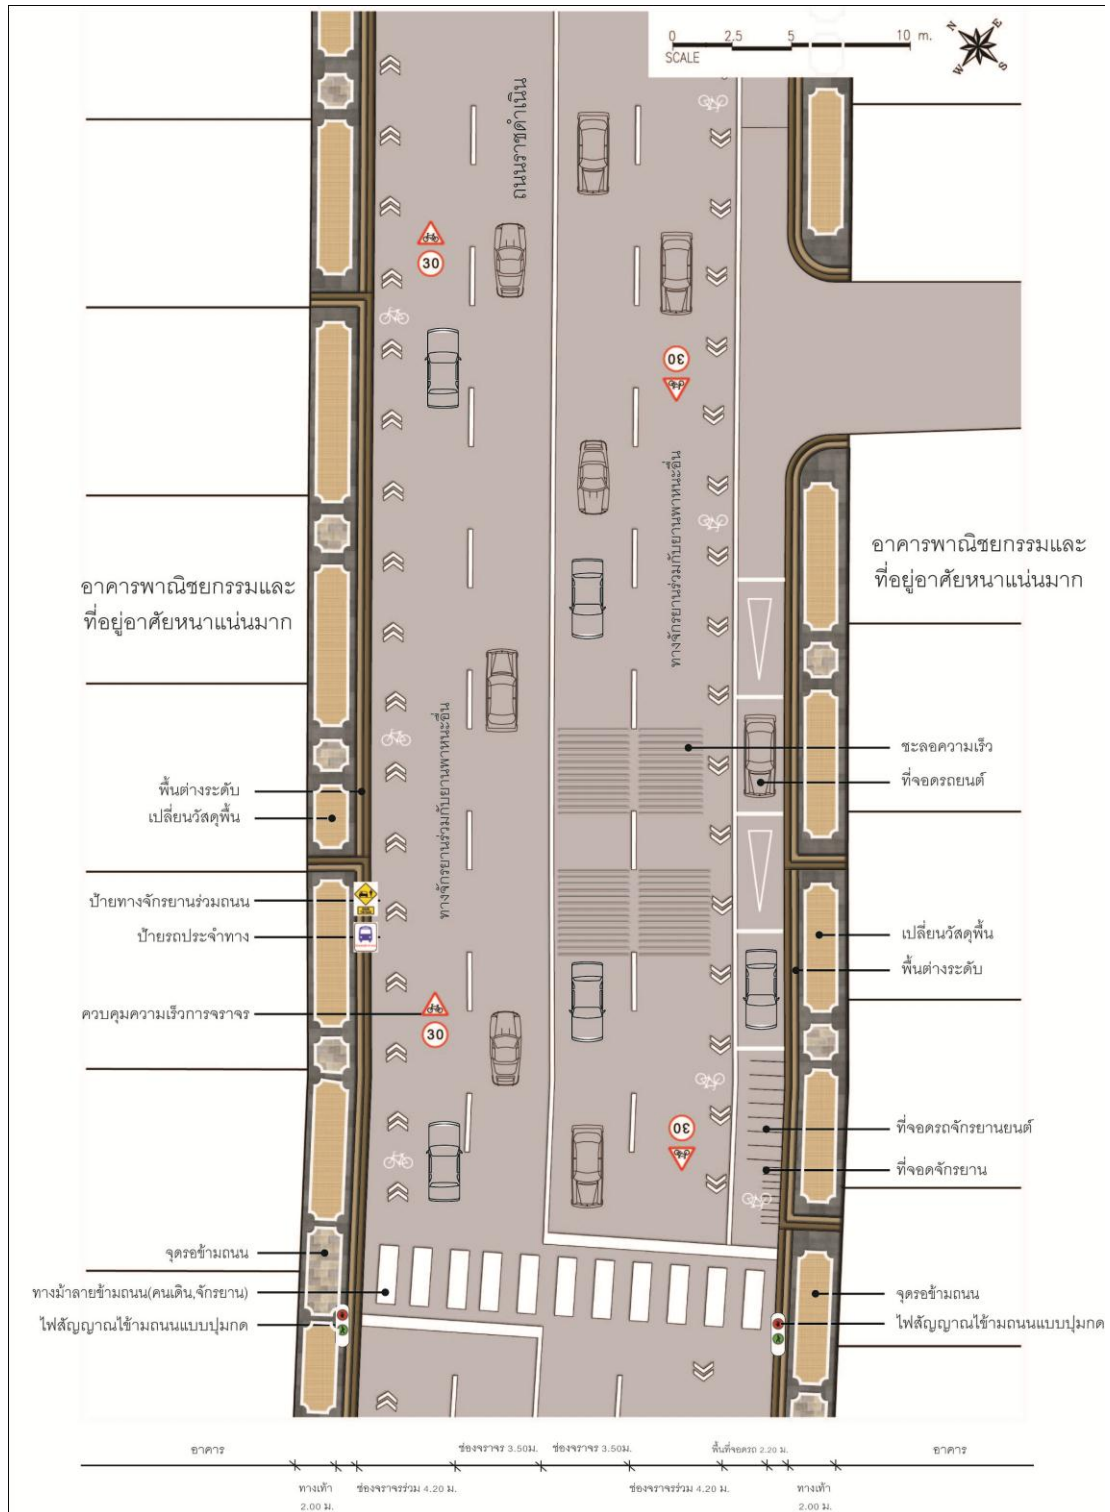 0 2.5 5 10 m.
SCALE
N E
W S
ถนนราชดำเนิน
30
30
ทางจักรยานร่วมกับยานพาหนะอื่น
อาคารพาณิชยกรรมและ
ที่อยู่อาศัยหนาแน่นมาก
อาคารพาณิชยกรรมและ
ที่อยู่อาศัยหนาแน่นมาก
ทางจักรยานร่วมกับยานพาหนะอื่น
ชะลอความเร็ว
ที่จอดรถยนต์
พื้นต่างระดับ
เปลี่ยนวัสดุพื้น
ป้ายทางจักรยานร่วมถนน
ป้ายรถประจำทาง
เปลี่ยนวัสดุพื้น
พื้นต่างระดับ
ควบคุมความเร็วการจราจร
30
30
ที่จอดรถจักรยานยนต์
ที่จอดจักรยาน
จุดรอข้ามถนน
ทางม้าลายข้ามถนน(คนเดิน,จักรยาน)
ไฟสัญญาณไข้ามถนนแบบปุ่มกด
จุดรอข้ามถนน
ไฟสัญญาณไข้ามถนนแบบปุ่มกด
อาคาร ช่องจราจร 3.50ม. ช่องจราจร 3.50ม. พื้นที่จอดรถ 2.20 ม. อาคาร
ทางเท้า ช่องจราจรร่วม 4.20 ม. ช่องจราจรร่วม 4.20 ม. ทางเท้า
2.00 ม. 2.00 ม.